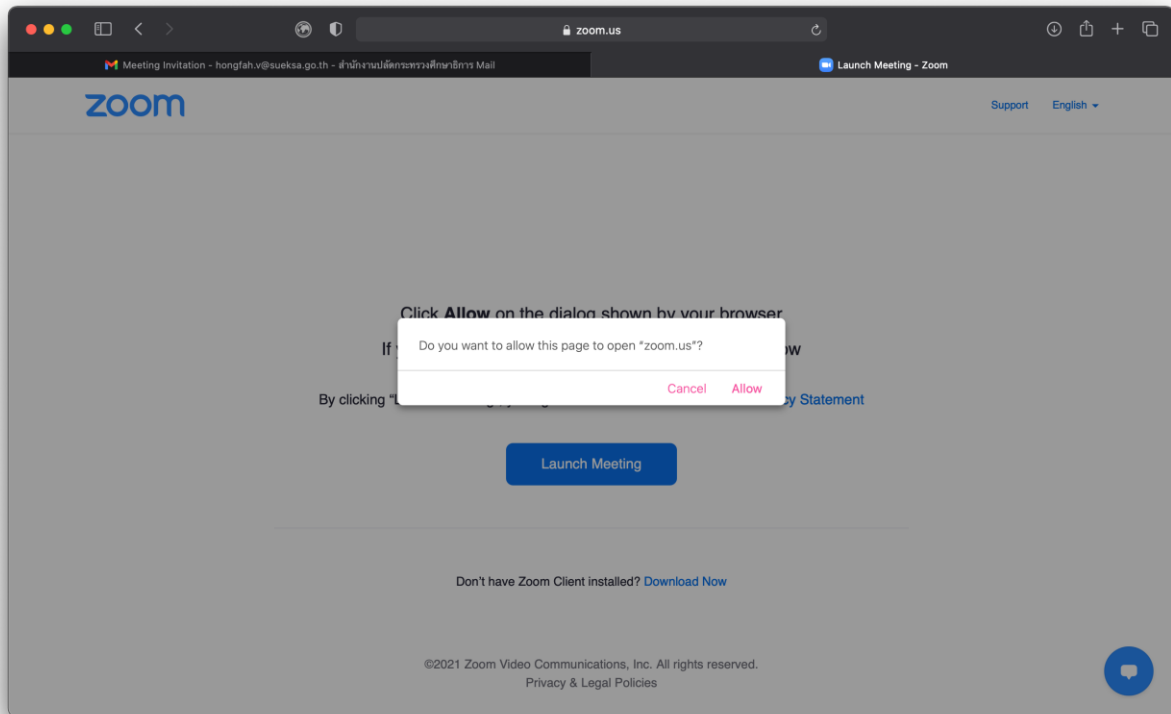 zoom.us
Meeting Invitation - hongfah.v@sueksa.go.th - สำนักงานปลัดกระทรวงศึกษาธิการ Mail
Launch Meeting - Zoom
zoom
Support English
Click Allow on the dialog shown by your browser
If
Do you want to allow this page to open “zoom.us”?
Cancel Allow
By clicking
Statement
Launch Meeting
Don’t have Zoom Client installed? Download Now
©2021 Zoom Video Communications, Inc. All rights reserved.
Privacy & Legal Policies